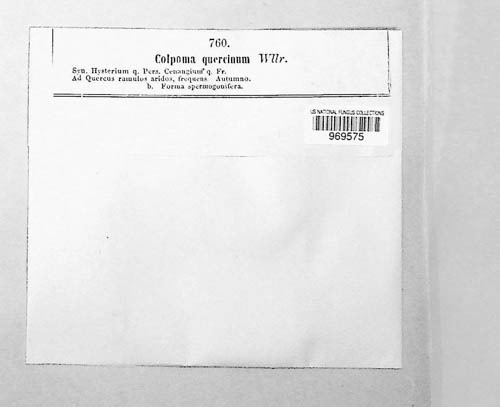 760.
Colpoma quercinum Wllr.
Syn. Hysterium q. Pers. Cenangium q. Fr.
Ad Quercus ramulos aridos, frequens. Autumno.
b. Forma spermogonifera.
US NATIONAL FUNGUS COLLECTIONS
969575